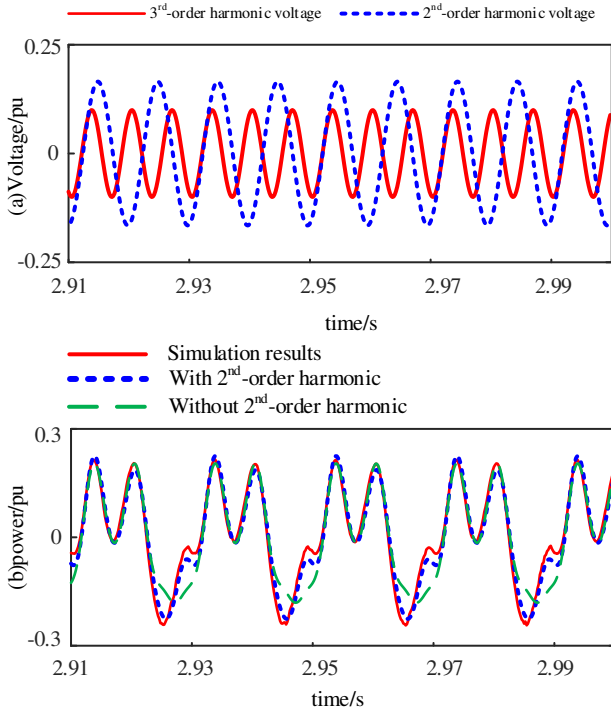 3rd-order harmonic voltage 2nd-order harmonic voltage
0.25
(a)Voltage/pu
0
-0.25
2.91 2.93 2.95 2.97 2.99
time/s
Simulation results
With 2nd-order harmonic
Without 2nd-order harmonic
0.3
(b)power/pu
0
-0.3
2.91 2.93 2.95 2.97 2.99
time/s